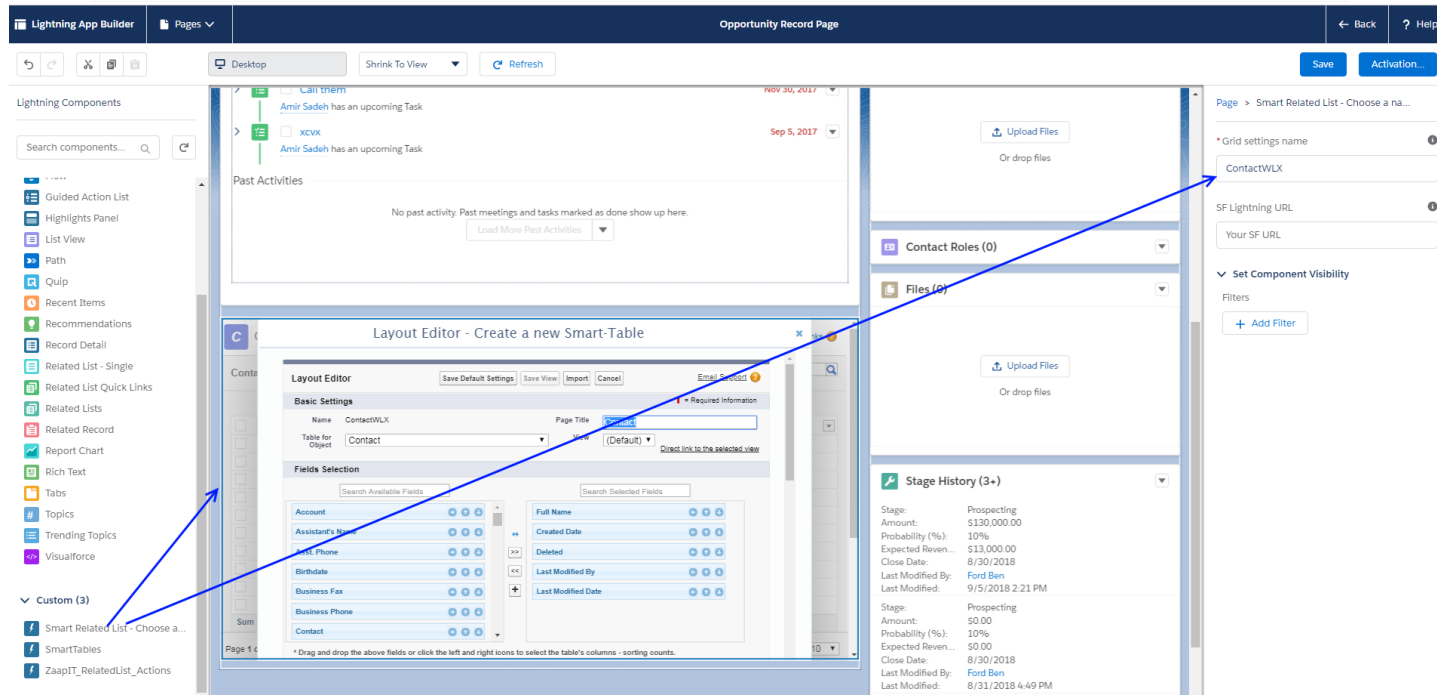 Lightning App Builder
Pages
Opportunity Record Page
Back
? Help
Desktop
Shrink To View
Refresh
Save
Activation...
Lightning Components
Search components...
Guided Action List
Highlights Panel
List View
Path
Quip
Recent Items
Recommendations
Record Detail
Related List - Single
Related List Quick Links
Related Lists
Related Record
Report Chart
Rich Text
Tabs
Topics
Trending Topics
Visualforce
Custom (3)
Smart Related List - Choose a...
SmartTables
ZaapIT_RelatedList_Actions
Call them
Nov 30, 2017
Amir Sadeh has an upcoming Task
xcvx
Sep 5, 2017
Amir Sadeh has an upcoming Task
Past Activities
No past activity. Past meetings and tasks marked as done show up here.
Load More Past Activities
C
Layout Editor - Create a new Smart-Table
Layout Editor
Save Default Settings
Save View
Import
Cancel
Email Support
Basic Settings
= Required Information
Name
ContactWLX
Page Title
Contact
Table for Object
Contact
View
(Default)
Direct link to the selected view
Fields Selection
Search Available Fields
Search Selected Fields
Account
Assistant's Name
Asst. Phone
Birthdate
Business Fax
Business Phone
Contact
>>
<<
+
Full Name
Created Date
Deleted
Last Modified By
Last Modified Date
* Drag and drop the above fields or click the left and right icons to select the table's columns - sorting counts.
Sum
Page 1
10
Upload Files
Or drop files
Contact Roles (0)
Files (0)
Upload Files
Or drop files
Stage History (3+)
Stage: Prospecting
Amount: $130,000.00
Probability (%): 10%
Expected Reven... $13,000.00
Close Date: 8/30/2018
Last Modified By: Ford Ben
Last Modified: 9/5/2018 2:21 PM
Stage: Prospecting
Amount: $0.00
Probability (%): 10%
Expected Reven... $0.00
Close Date: 8/30/2018
Last Modified By: Ford Ben
Last Modified: 8/31/2018 4:49 PM
Page > Smart Related List - Choose a na...
* Grid settings name
ContactWLX
SF Lightning URL
Your SF URL
Set Component Visibility
Filters
+ Add Filter